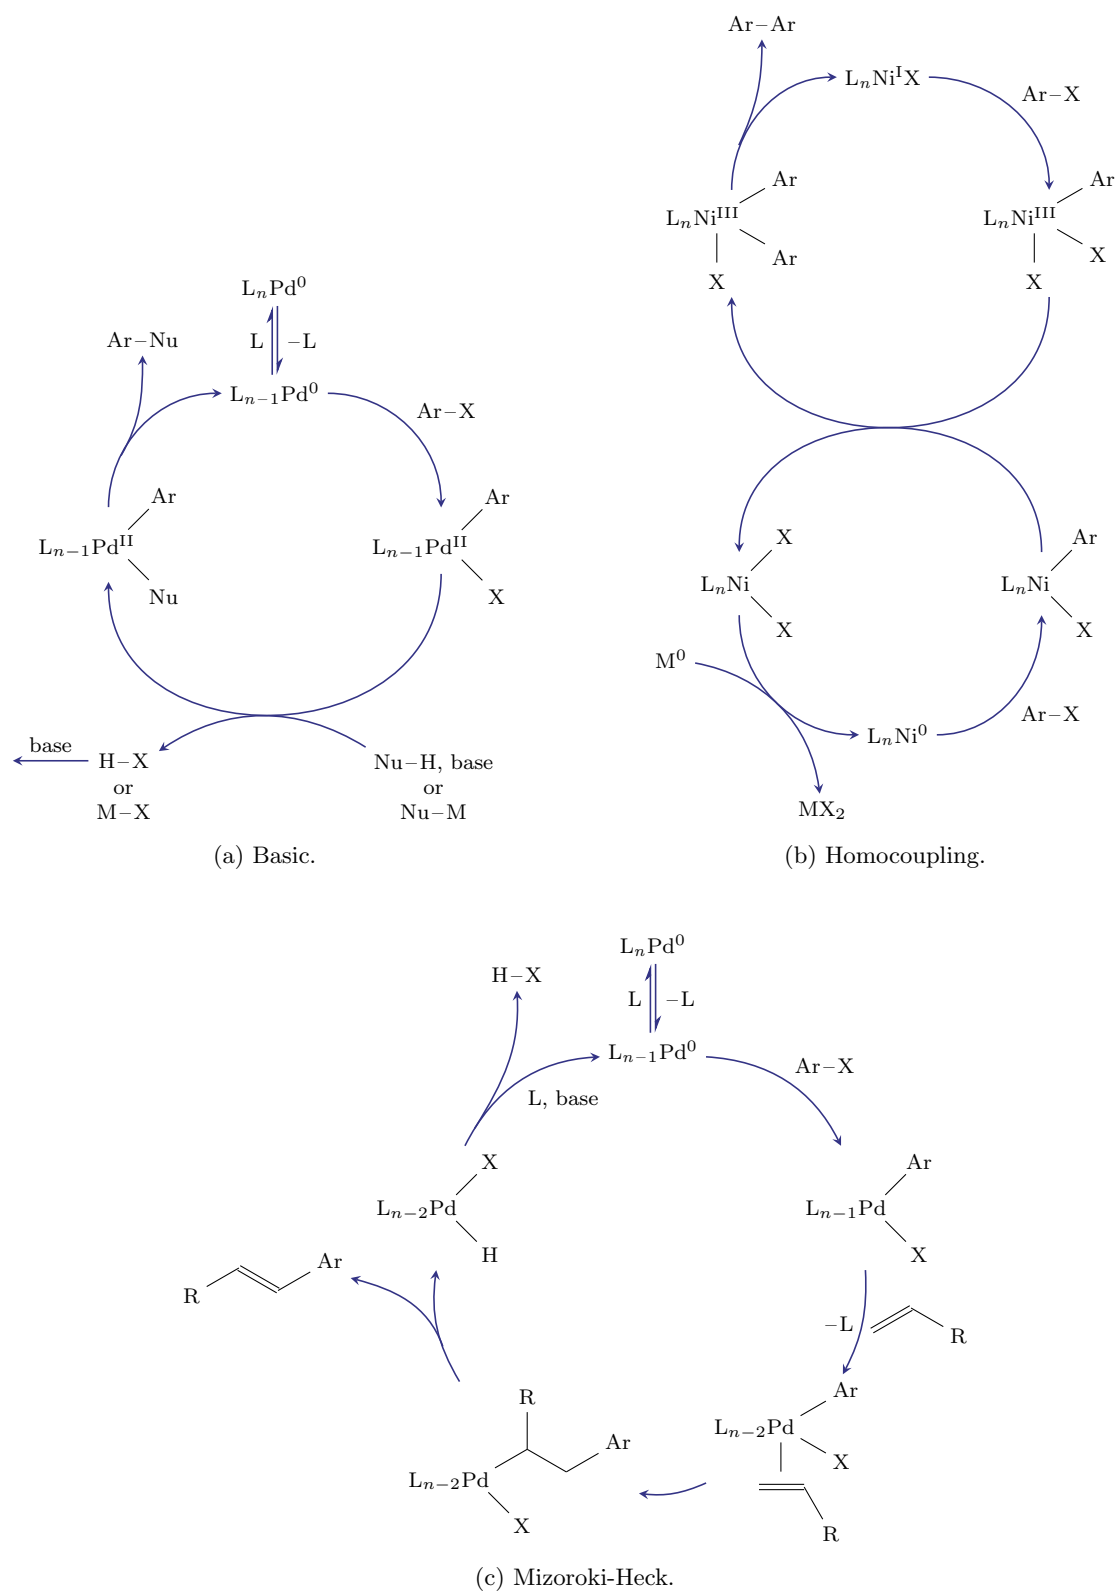 LₙPd⁰
L –L
Ar–Nu
Lₙ₋₁Pd⁰
Ar–X
Ar
Lₙ₋₁Pdᴵᴵ
Nu
Ar
Lₙ₋₁Pdᴵᴵ
X
base
H–X
or
M–X
Nu–H, base
or
Nu–M
(a) Basic.
Ar–Ar
LₙNiᴵX
Ar–X
Ar
LₙNiᴵᴵᴵ
Ar
X
Ar
LₙNiᴵᴵᴵ
X
X
X
LₙNi
X
Ar
LₙNi
X
M⁰
LₙNi⁰
Ar–X
MX₂
(b) Homocoupling.
LₙPd⁰
H–X
L –L
Lₙ₋₁Pd⁰
Ar–X
L, base
X
Lₙ₋₂Pd
H
Ar
Lₙ₋₁Pd
X
Ar
R
–L
R
Ar
Lₙ₋₂Pd
X
R
R
Ar
Lₙ₋₂Pd
X
(c) Mizoroki-Heck.